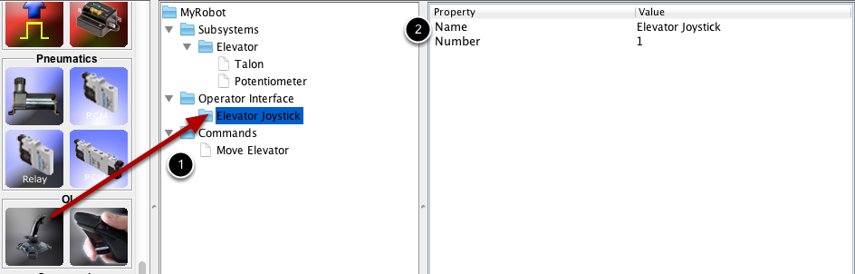 Pneumatics
PCM
Relay
OI
MyRobot
Subsystems
Elevator
Talon
Potentiometer
Operator Interface
Elevator Joystick
Commands
Move Elevator
1
2
Property Value
Name Elevator Joystick
Number 1